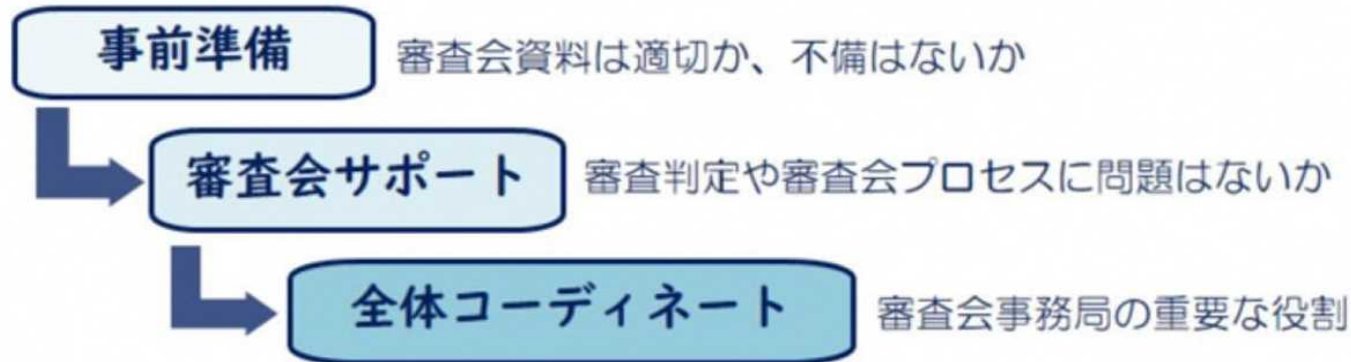 事前準備
審査会資料は適切か、不備はないか
審査会サポート
審査判定や審査会プロセスに問題はないか
全体コーディネート
審査会事務局の重要な役割